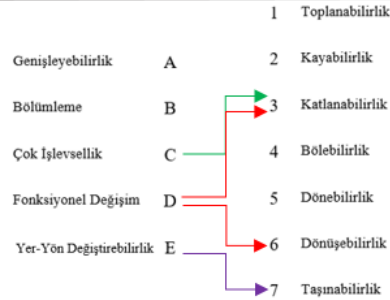 1 Toplanabilirlik
Genişleyebilirlik A
2 Kayabilirlik
Bölümleme B
3 Katlanabilirlik
Çok İşlevsellik C
4 Bölebilirlik
Fonksiyonel Değişim D
5 Dönebilirlik
Yer-Yön Değiştirebilirlik E
6 Dönüşebilirlik
7 Taşınabilirlik